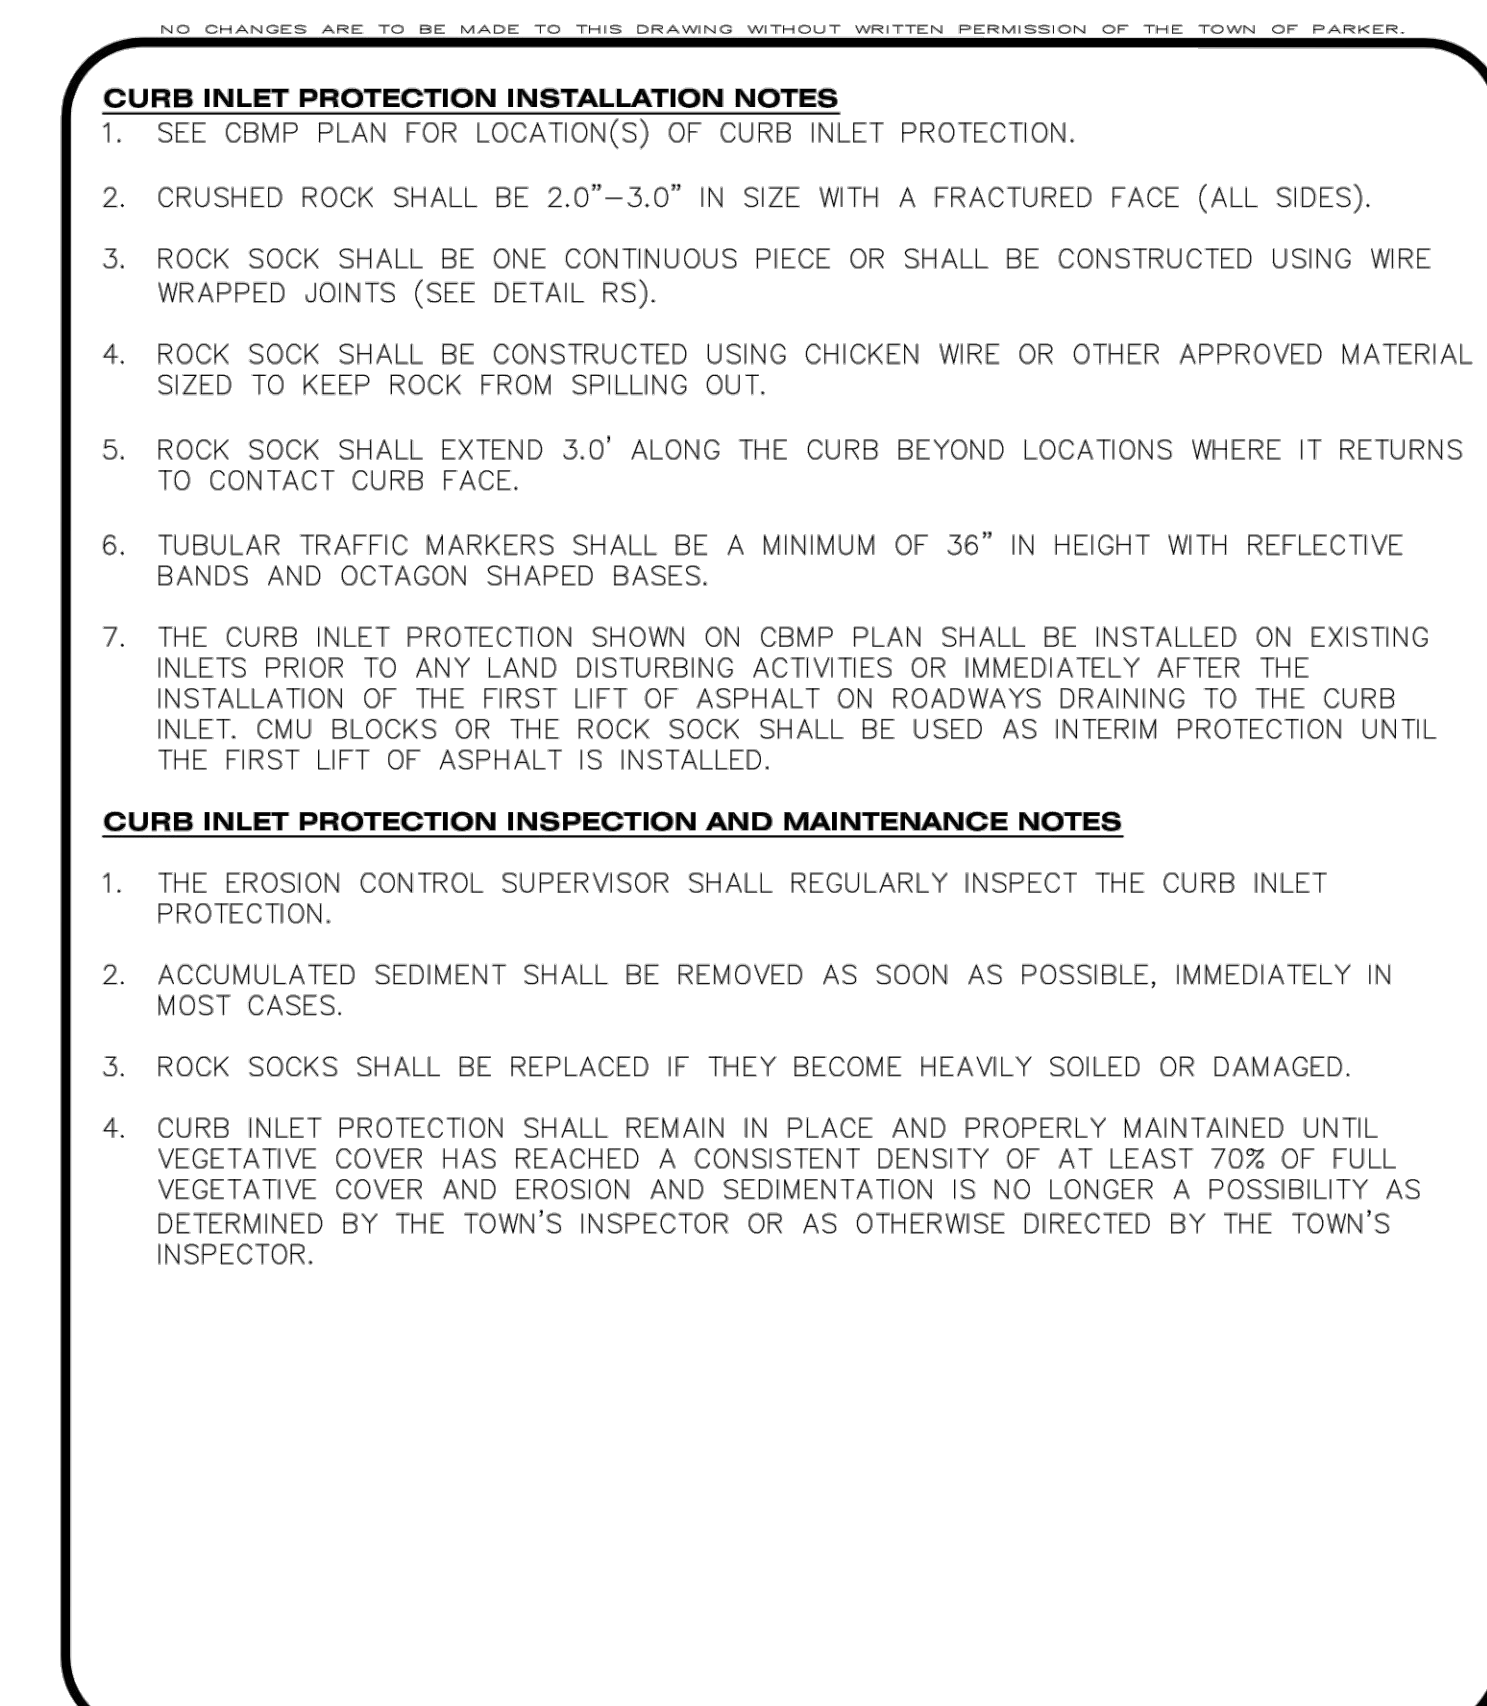 NO CHANGES ARE TO BE MADE TO THIS DRAWING WITHOUT WRITTEN PERMISSION OF THE TOWN OF PARKER.
CURB INLET PROTECTION INSTALLATION NOTES
1. SEE CBMP PLAN FOR LOCATION(S) OF CURB INLET PROTECTION.
2. CRUSHED ROCK SHALL BE 2.0"–3.0" IN SIZE WITH A FRACTURED FACE (ALL SIDES).
3. ROCK SOCK SHALL BE ONE CONTINUOUS PIECE OR SHALL BE CONSTRUCTED USING WIRE
WRAPPED JOINTS (SEE DETAIL RS).
4. ROCK SOCK SHALL BE CONSTRUCTED USING CHICKEN WIRE OR OTHER APPROVED MATERIAL
SIZED TO KEEP ROCK FROM SPILLING OUT.
5. ROCK SOCK SHALL EXTEND 3.0' ALONG THE CURB BEYOND LOCATIONS WHERE IT RETURNS
TO CONTACT CURB FACE.
6. TUBULAR TRAFFIC MARKERS SHALL BE A MINIMUM OF 36" IN HEIGHT WITH REFLECTIVE
BANDS AND OCTAGON SHAPED BASES.
7. THE CURB INLET PROTECTION SHOWN ON CBMP PLAN SHALL BE INSTALLED ON EXISTING
INLETS PRIOR TO ANY LAND DISTURBING ACTIVITIES OR IMMEDIATELY AFTER THE
INSTALLATION OF THE FIRST LIFT OF ASPHALT ON ROADWAYS DRAINING TO THE CURB
INLET. CMU BLOCKS OR THE ROCK SOCK SHALL BE USED AS INTERIM PROTECTION UNTIL
THE FIRST LIFT OF ASPHALT IS INSTALLED.
CURB INLET PROTECTION INSPECTION AND MAINTENANCE NOTES
1. THE EROSION CONTROL SUPERVISOR SHALL REGULARLY INSPECT THE CURB INLET
PROTECTION.
2. ACCUMULATED SEDIMENT SHALL BE REMOVED AS SOON AS POSSIBLE, IMMEDIATELY IN
MOST CASES.
3. ROCK SOCKS SHALL BE REPLACED IF THEY BECOME HEAVILY SOILED OR DAMAGED.
4. CURB INLET PROTECTION SHALL REMAIN IN PLACE AND PROPERLY MAINTAINED UNTIL
VEGETATIVE COVER HAS REACHED A CONSISTENT DENSITY OF AT LEAST 70% OF FULL
VEGETATIVE COVER AND EROSION AND SEDIMENTATION IS NO LONGER A POSSIBILITY AS
DETERMINED BY THE TOWN'S INSPECTOR OR AS OTHERWISE DIRECTED BY THE TOWN'S
INSPECTOR.